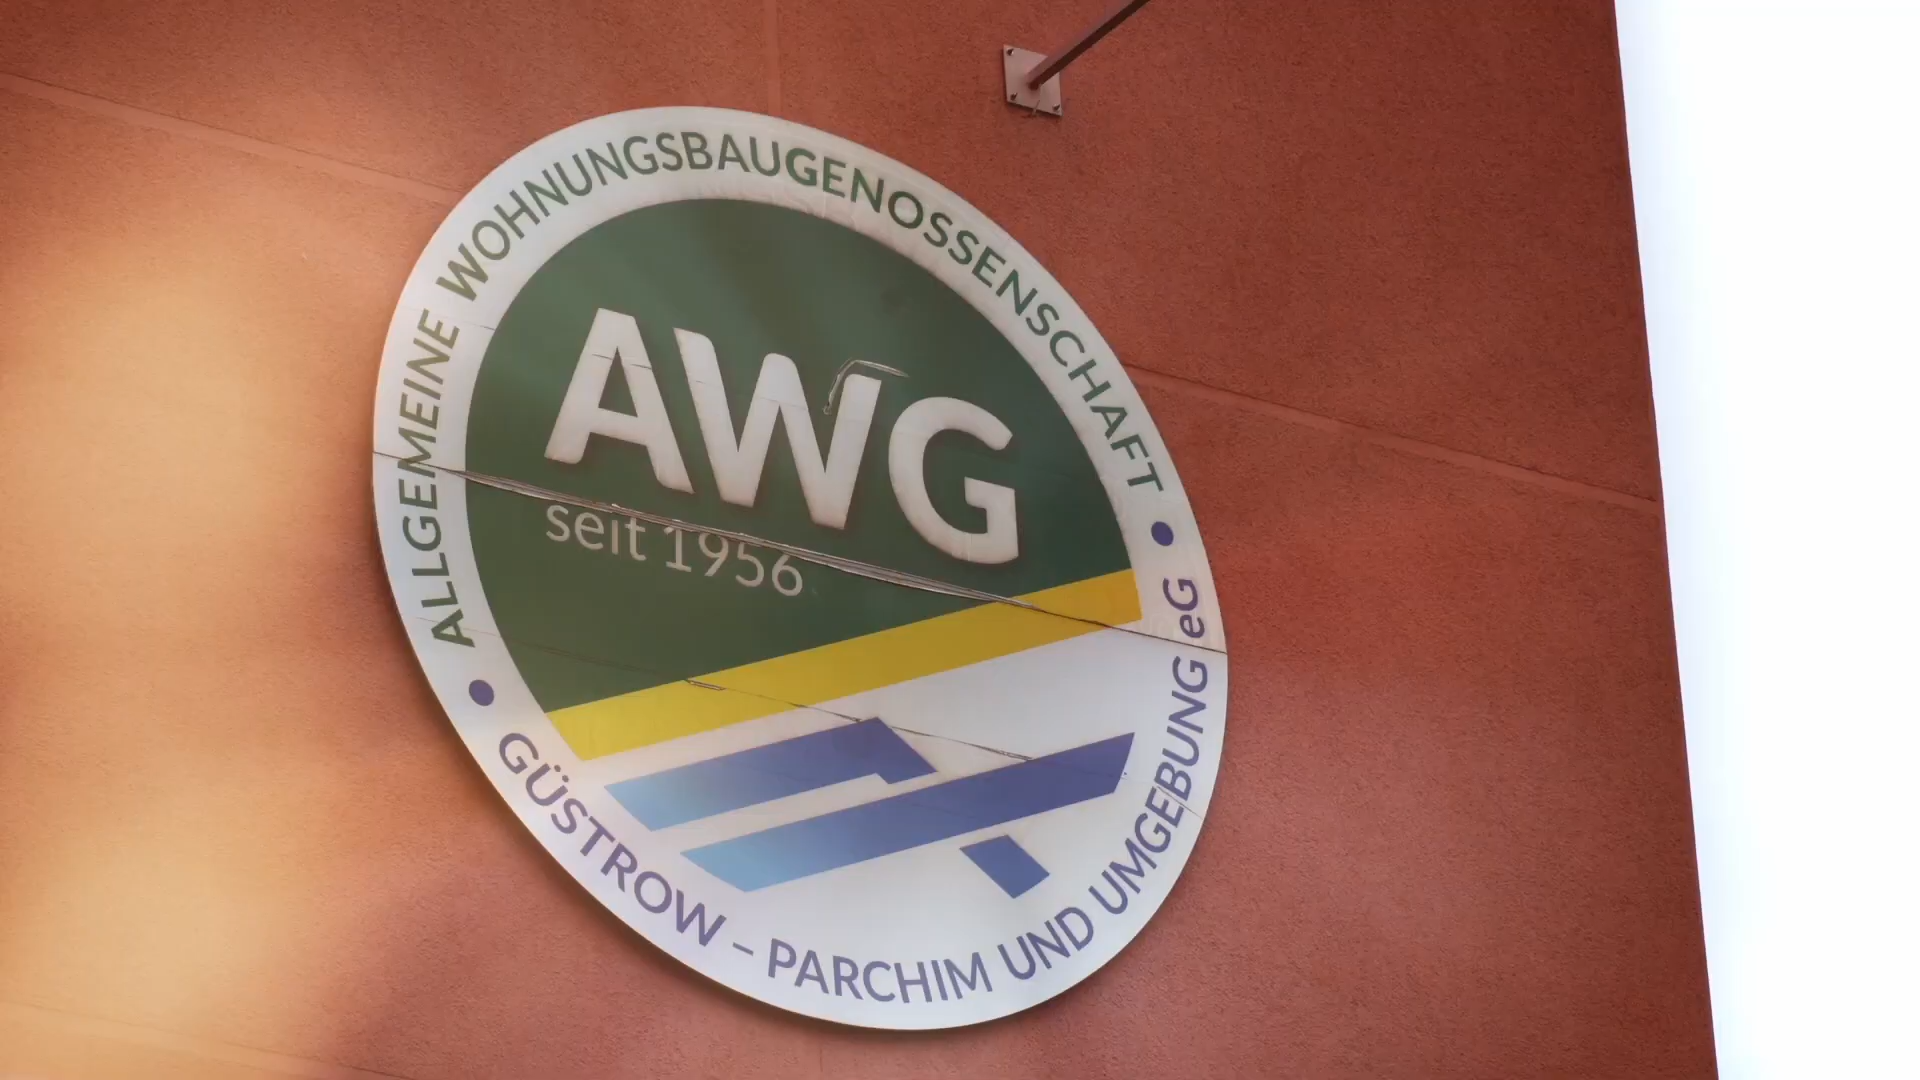 ALLGEMEINE WOHNUNGSBAUGENOSSENSCHAFT
AWG
seit 1956
• GÜSTROW – PARCHIM UND UMGEBUNG eG •